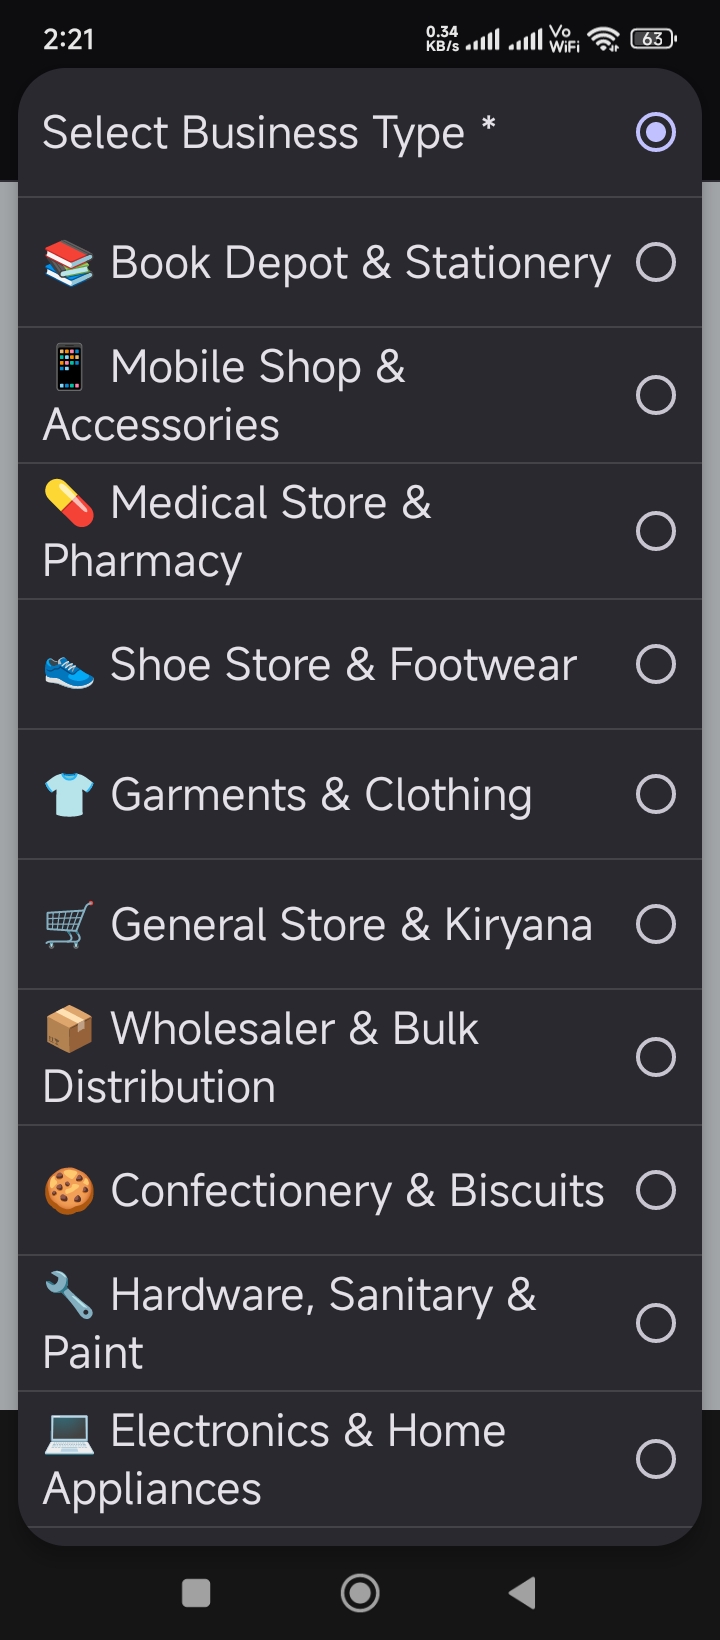 2:21
0.34
KB/s
Vo
WiFi
63
Select Business Type *
📚 Book Depot & Stationery
📱 Mobile Shop &
Accessories
💊 Medical Store &
Pharmacy
👟 Shoe Store & Footwear
👕 Garments & Clothing
🛒 General Store & Kiryana
📦 Wholesaler & Bulk
Distribution
🍪 Confectionery & Biscuits
🔧 Hardware, Sanitary &
Paint
💻 Electronics & Home
Appliances